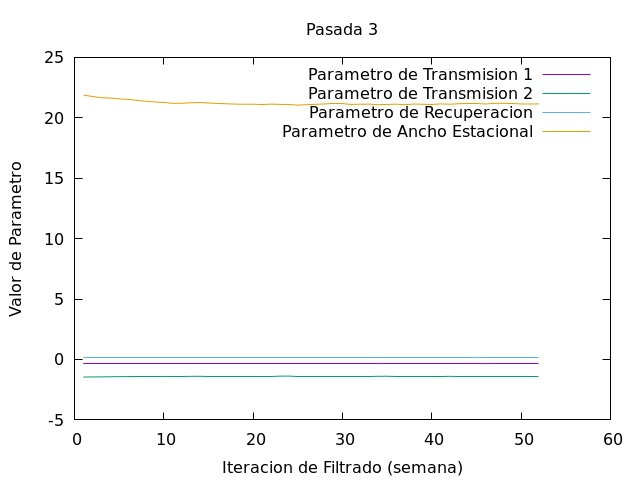 Pasada 3
25
20
15
10
5
0
-5
0 10 20 30 40 50 60
Parametro de Transmision 1
Parametro de Transmision 2
Parametro de Recuperacion
Parametro de Ancho Estacional
Valor de Parametro
Iteracion de Filtrado (semana)